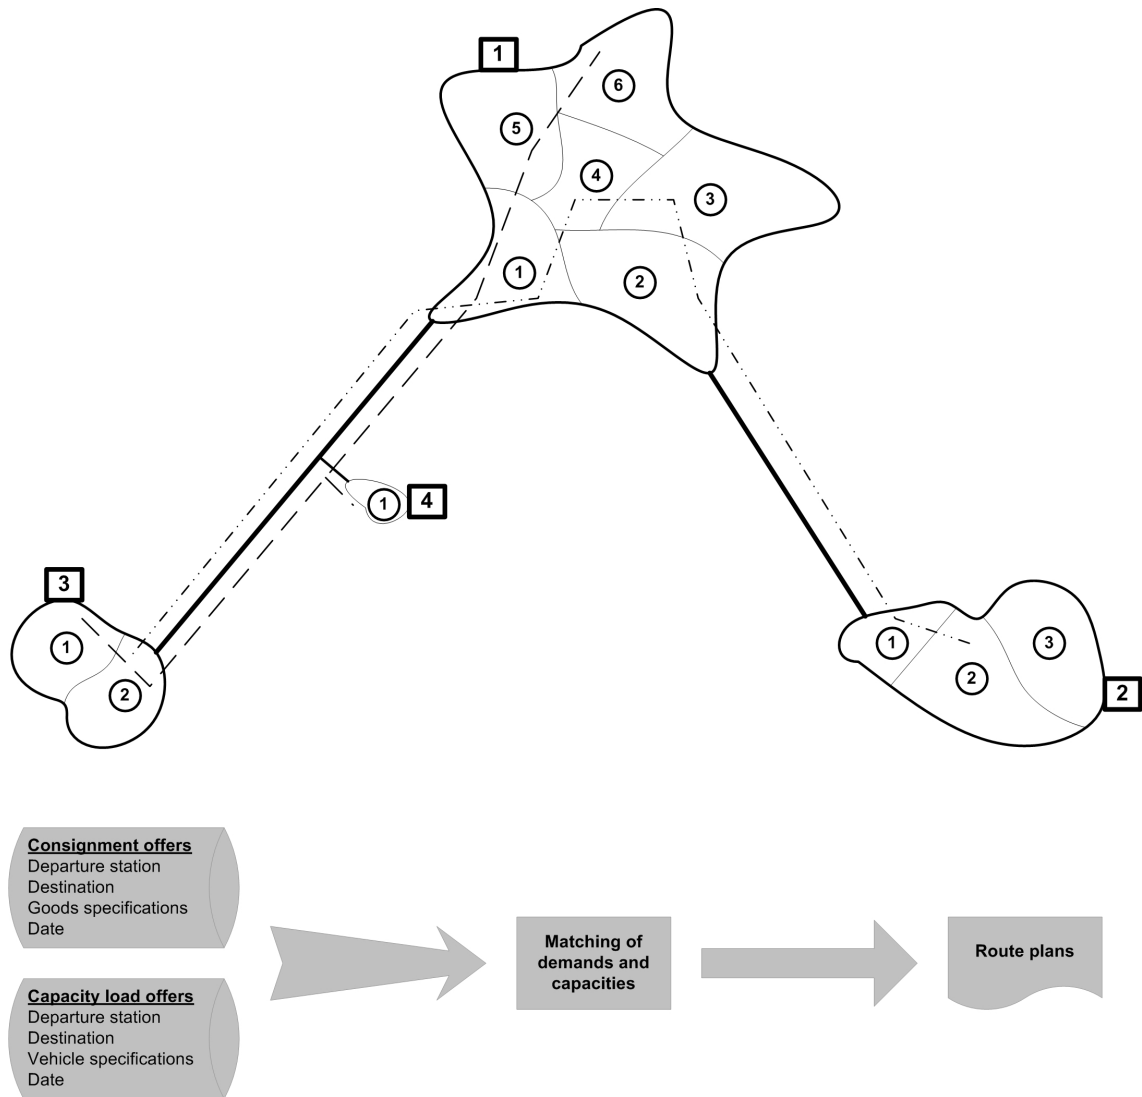 1
6
5
4
3
1
2
1
4
3
1
2
1
2
3
2
Consignment offers
Departure station
Destination
Goods specifications
Date
Capacity load offers
Departure station
Destination
Vehicle specifications
Date
Matching of
demands and
capacities
Route plans